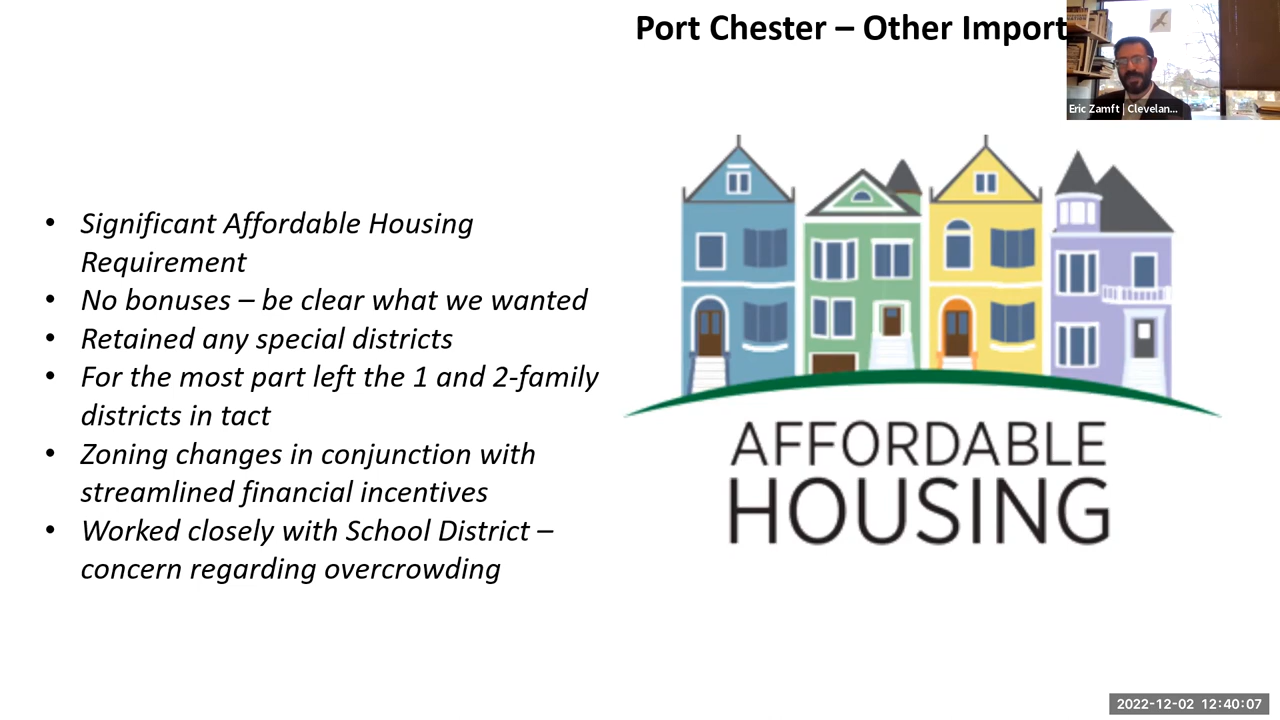 Port Chester – Other Import
Eric Zamft | Clevelan...
• Significant Affordable Housing
Requirement
• No bonuses – be clear what we wanted
• Retained any special districts
• For the most part left the 1 and 2-family
districts in tact
• Zoning changes in conjunction with
streamlined financial incentives
• Worked closely with School District –
concern regarding overcrowding
AFFORDABLE
HOUSING
2022-12-02 12:40:07